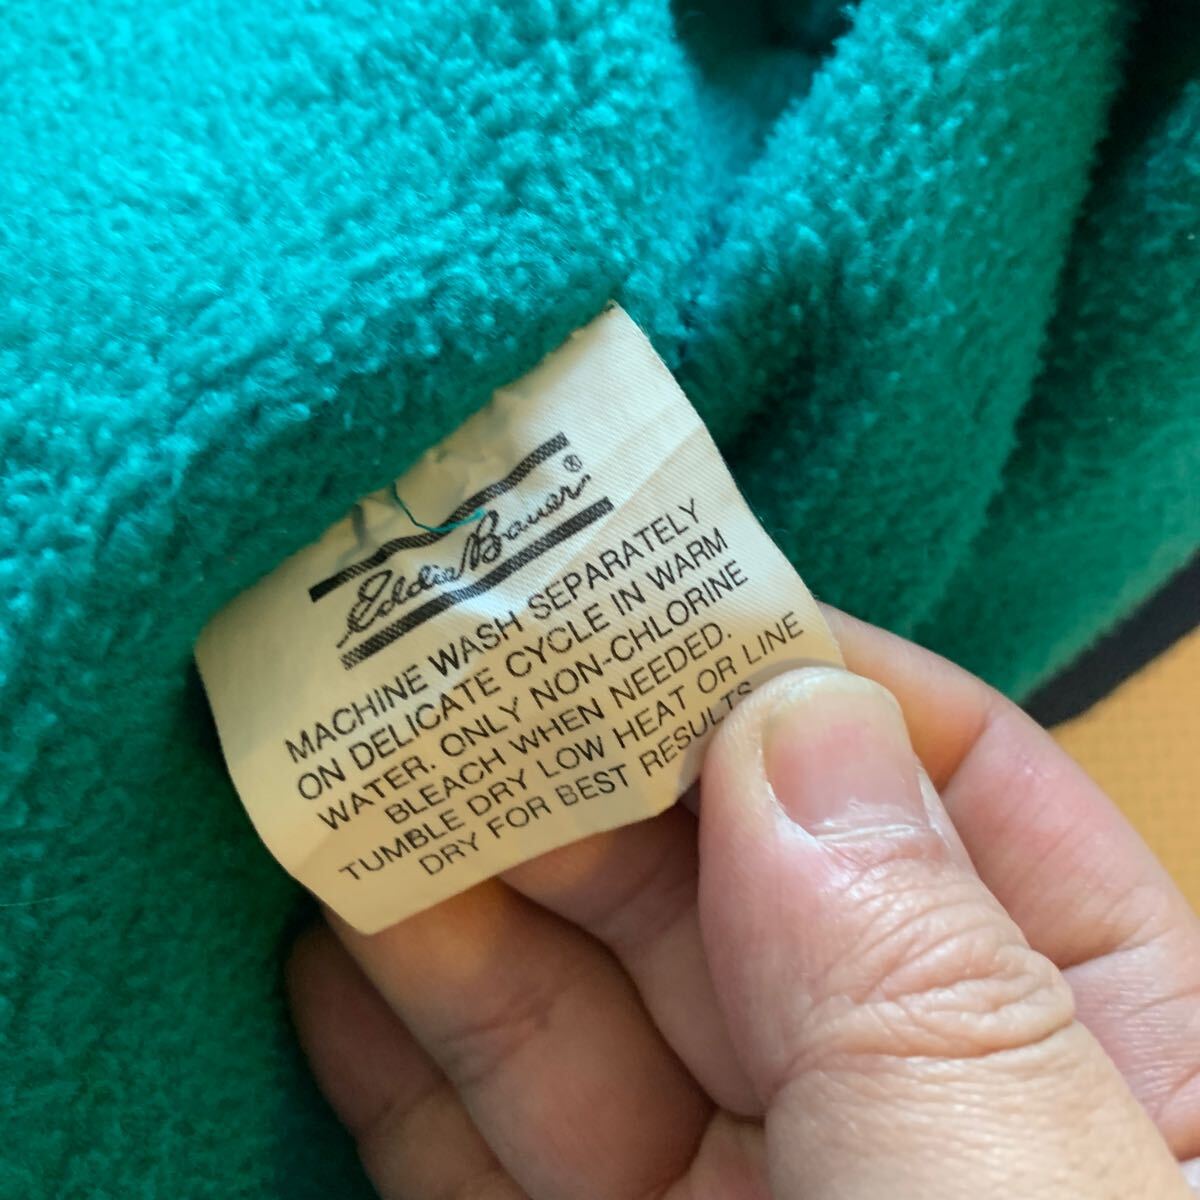 Eddie Bauer®
MACHINE WASH SEPARATELY
ON DELICATE CYCLE IN WARM
WATER. ONLY NON-CHLORINE
BLEACH WHEN NEEDED.
TUMBLE DRY LOW HEAT OR LINE
DRY FOR BEST RESULTS